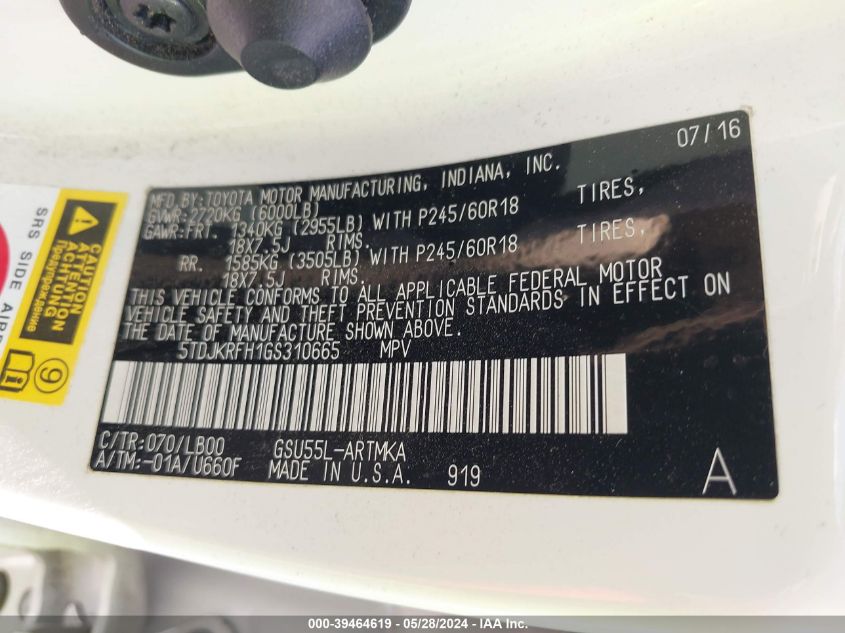 07/16
MFD.BY:TOYOTA MOTOR MANUFACTURING, INDIANA, INC.
GVWR:2720KG (6000LB)
GAWR:FRT. 1340KG (2955LB) WITH P245/60R18 TIRES,
18X7.5J RIMS.
RR. 1585KG (3505LB) WITH P245/60R18 TIRES,
18X7.5J RIMS.
THIS VEHICLE CONFORMS TO ALL APPLICABLE FEDERAL MOTOR
VEHICLE SAFETY AND THEFT PREVENTION STANDARDS IN EFFECT ON
THE DATE OF MANUFACTURE SHOWN ABOVE.
5TDJKRFH1GS310665 MPV
C/TR:070/LB00 GSU55L-ARTMKA
A/TM:-01A/U660F MADE IN U.S.A. 919
A
SRS SIDE AIRB
CAUTION
ATTENTION
ACHTUNG
Предупреждение
9
000-39464619 - 05/28/2024 - IAA Inc.